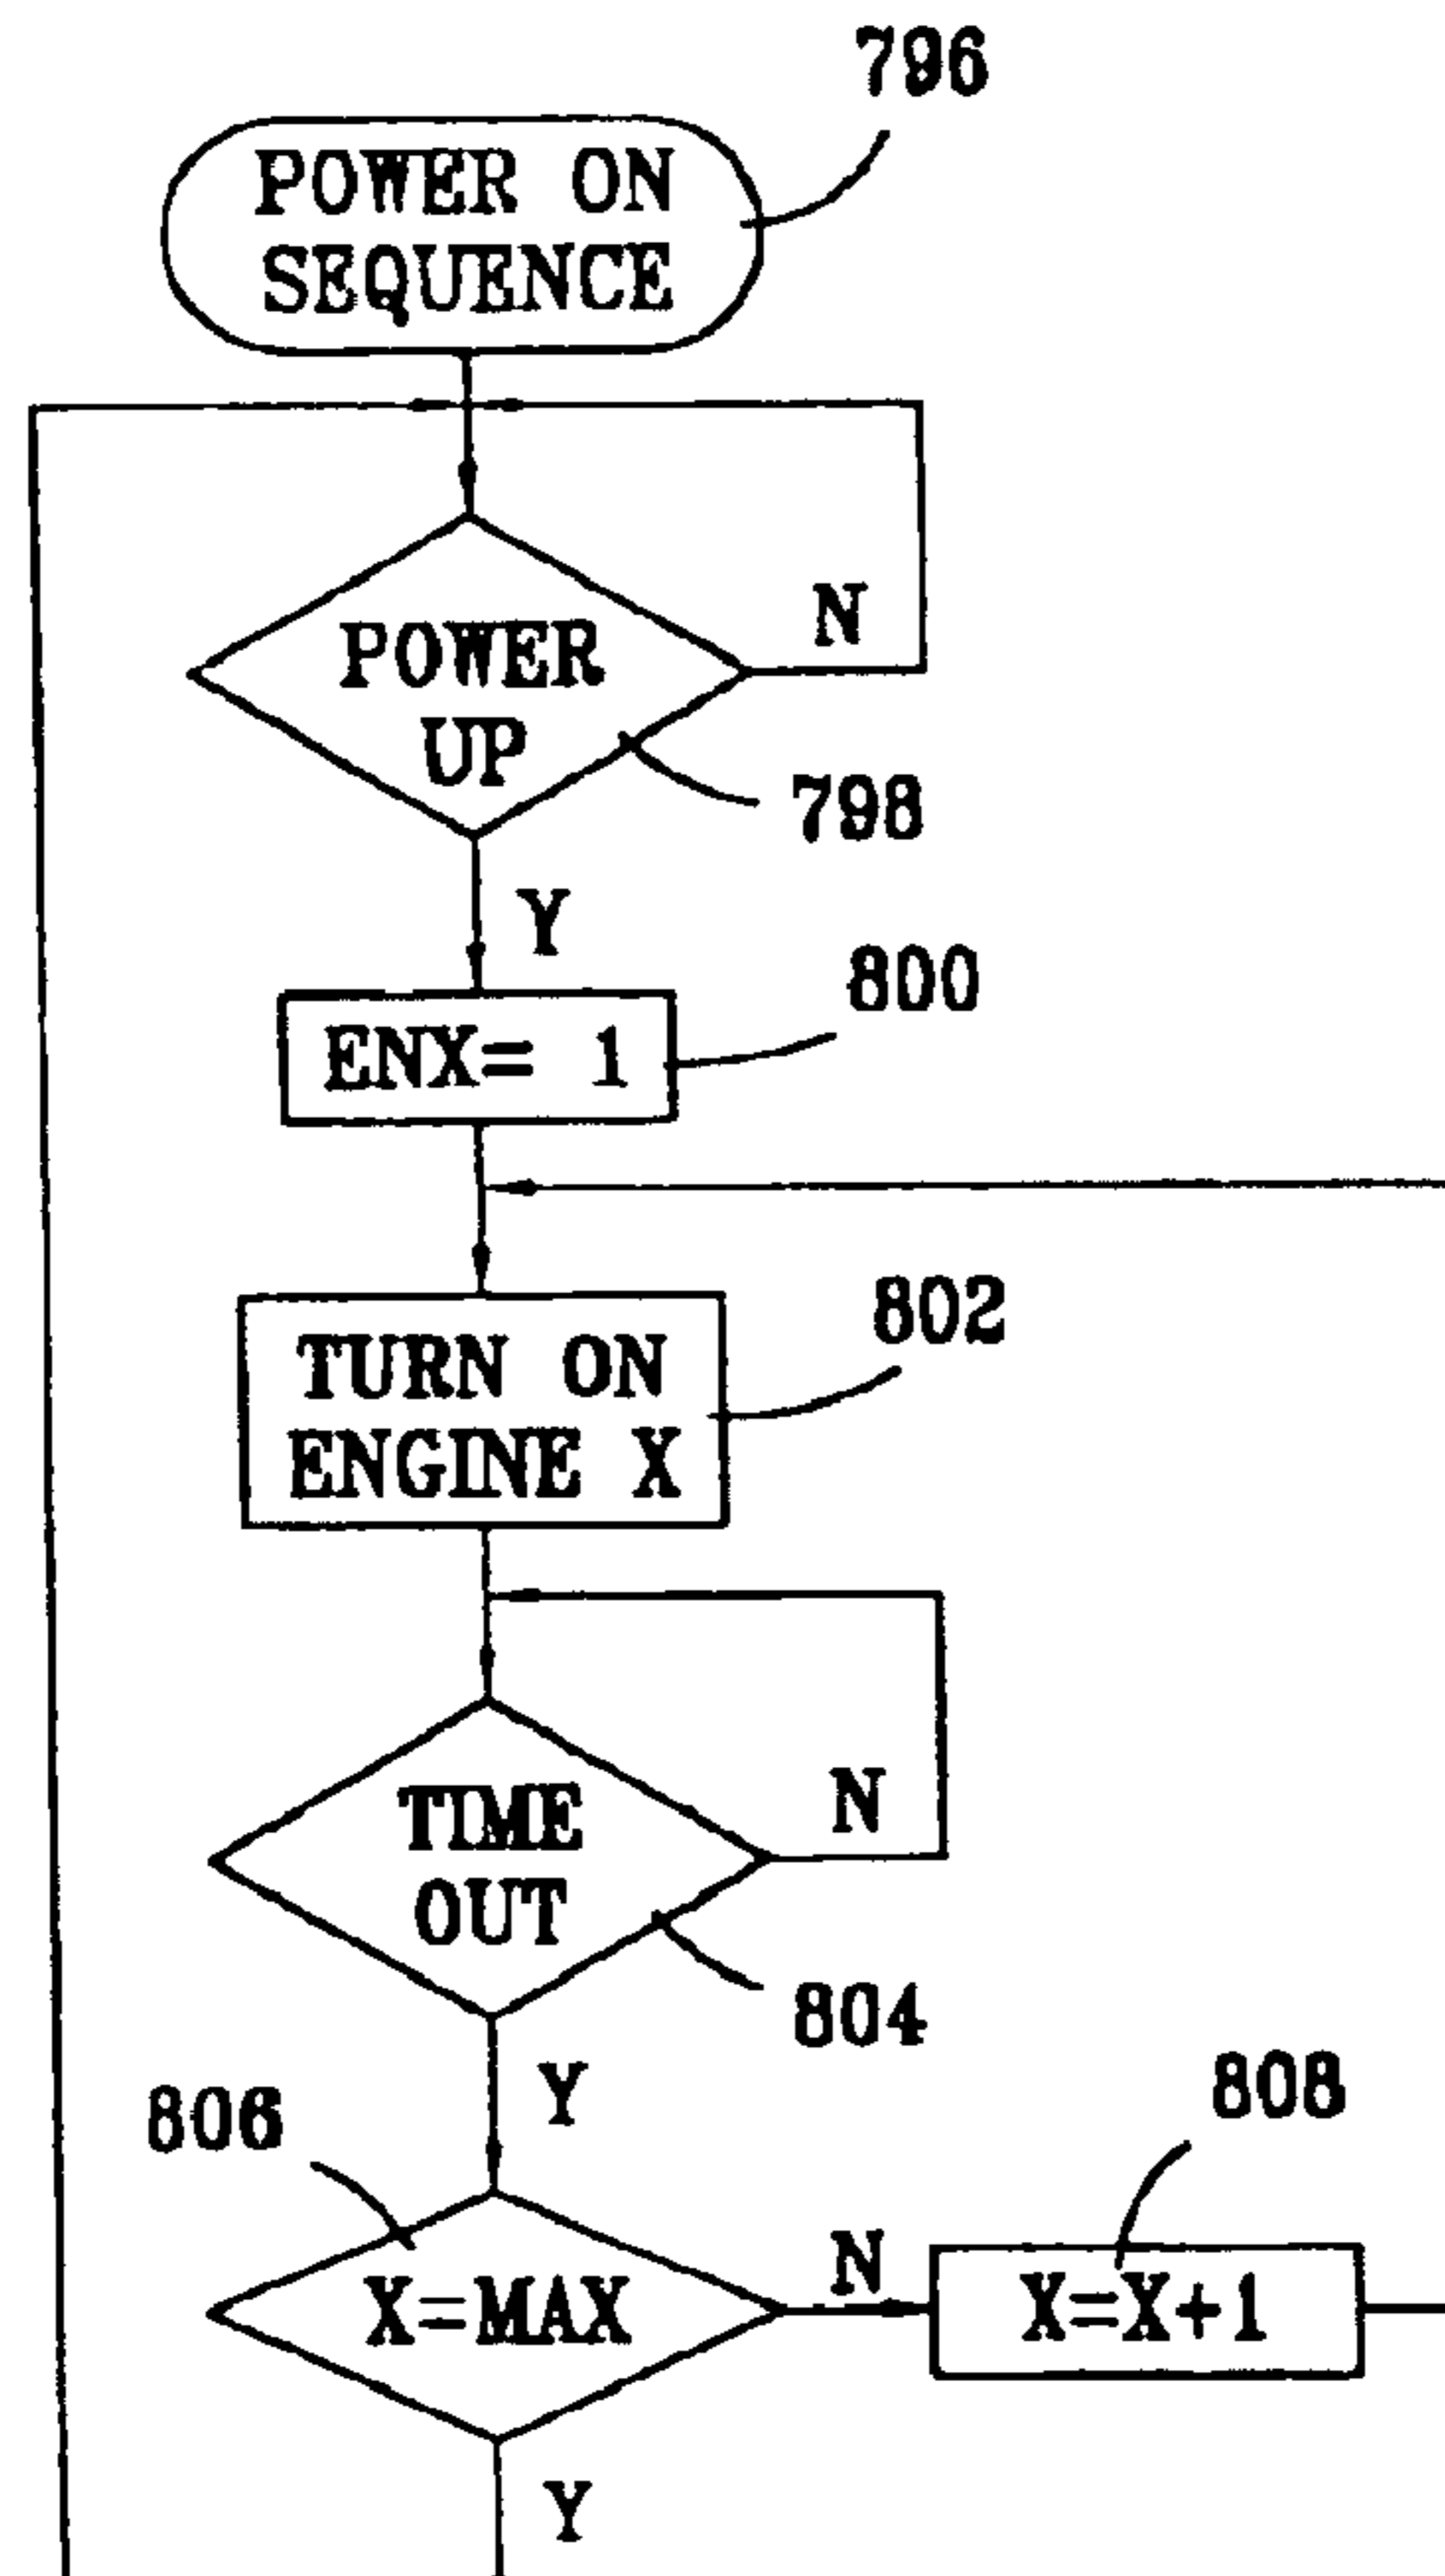 796
POWER ON
SEQUENCE
N
POWER
UP
798
Y
800
ENX= 1
802
TURN ON
ENGINE X
N
TIME
OUT
804
Y
806
808
N
X=MAX
X=X+1
Y